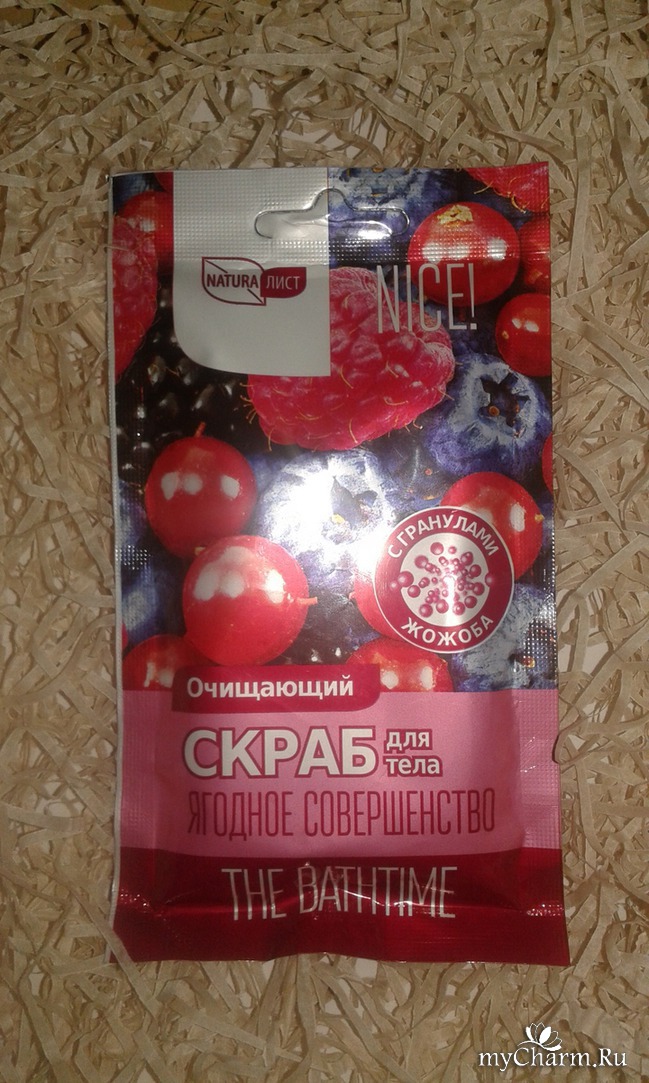 NATURA ЛИСТ
NICE!
С ГРАНУЛАМИ
ЖОЖОБА
Очищающий
СКРАБ для
тела
ЯГОДНОЕ СОВЕРШЕНСТВО
THE BATHTIME
myCharm.Ru